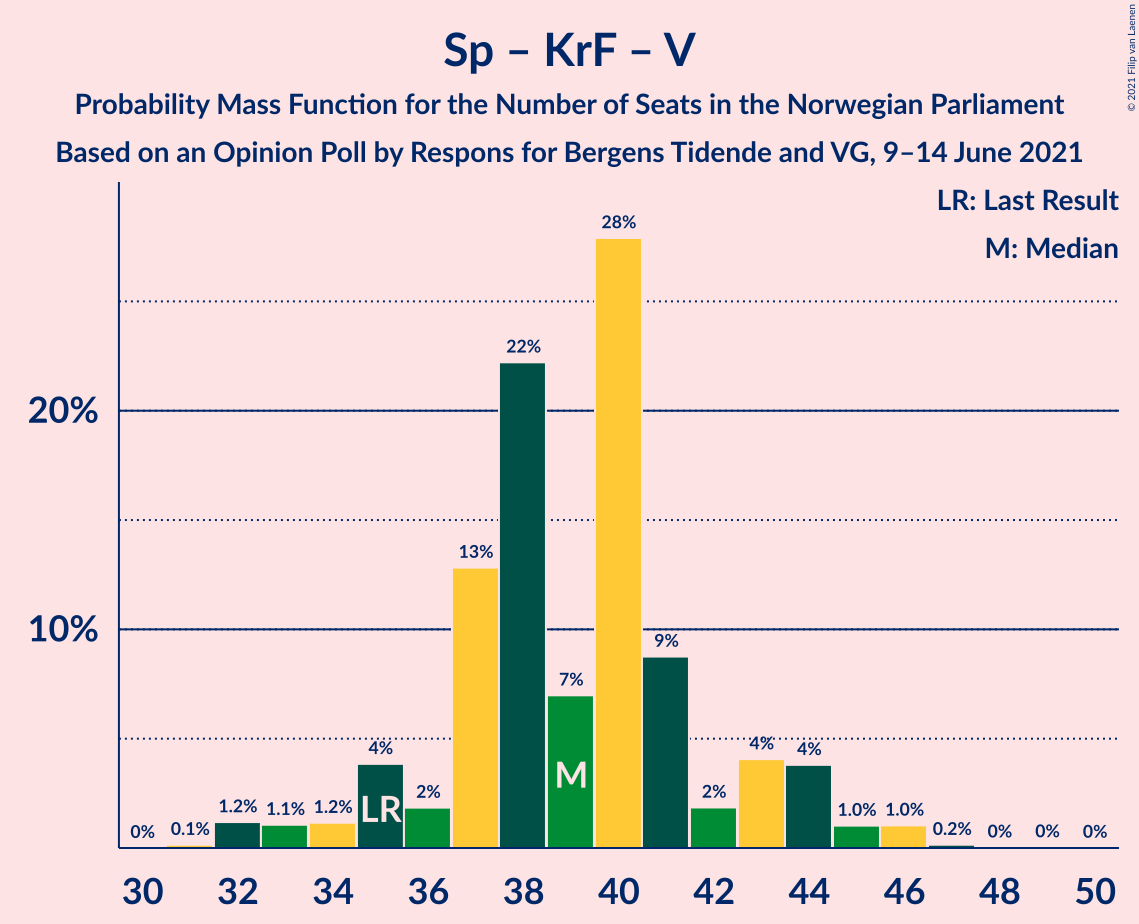 © 2021 Filip van Laenen
Sp – KrF – V
Probability Mass Function for the Number of Seats in the Norwegian Parliament
Based on an Opinion Poll by Respons for Bergens Tidende and VG, 9–14 June 2021
LR: Last Result
M: Median
20%
10%
0%
0.1%
1.2%
1.1%
1.2%
4%
2%
13%
22%
7%
28%
9%
2%
4%
4%
1.0%
1.0%
0.2%
0%
0%
0%
LR
M
30 32 34 36 38 40 42 44 46 48 50